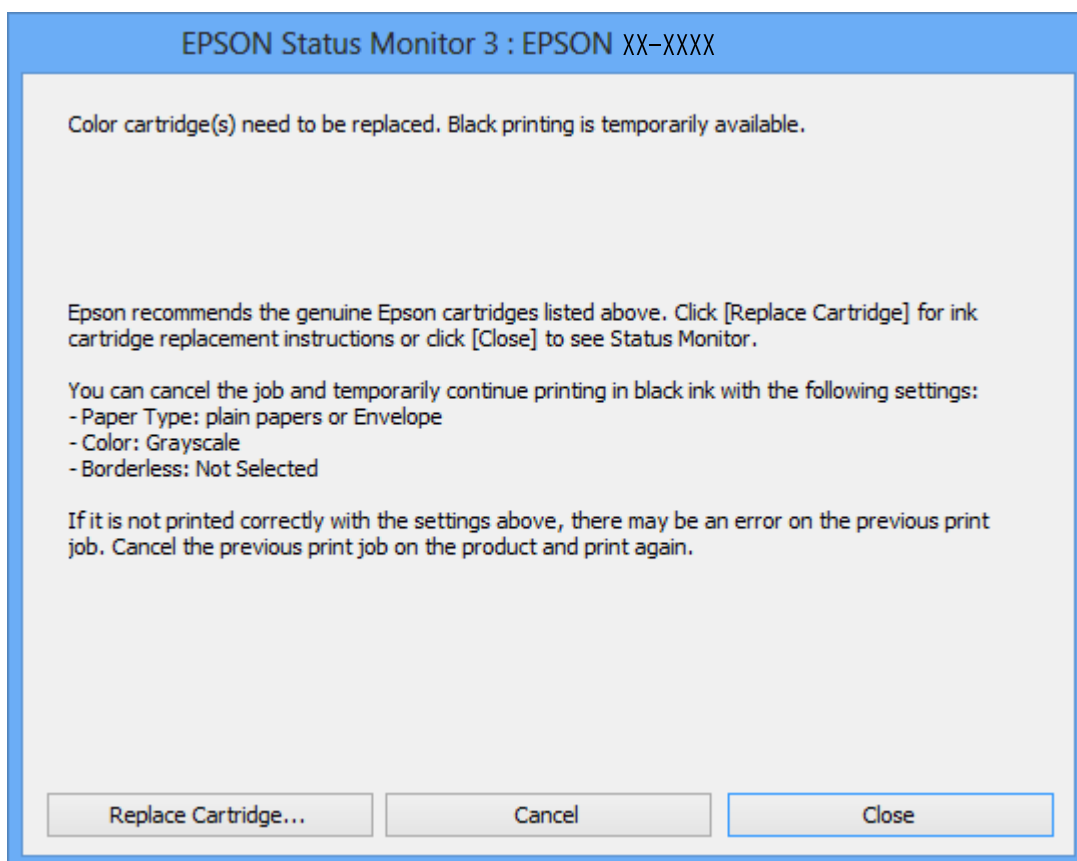 EPSON Status Monitor 3 : EPSON XX-XXXX
Color cartridge(s) need to be replaced. Black printing is temporarily available.
Epson recommends the genuine Epson cartridges listed above. Click [Replace Cartridge] for ink
cartridge replacement instructions or click [Close] to see Status Monitor.
You can cancel the job and temporarily continue printing in black ink with the following settings:
- Paper Type: plain papers or Envelope
- Color: Grayscale
- Borderless: Not Selected
If it is not printed correctly with the settings above, there may be an error on the previous print
job. Cancel the previous print job on the product and print again.
Replace Cartridge... Cancel Close